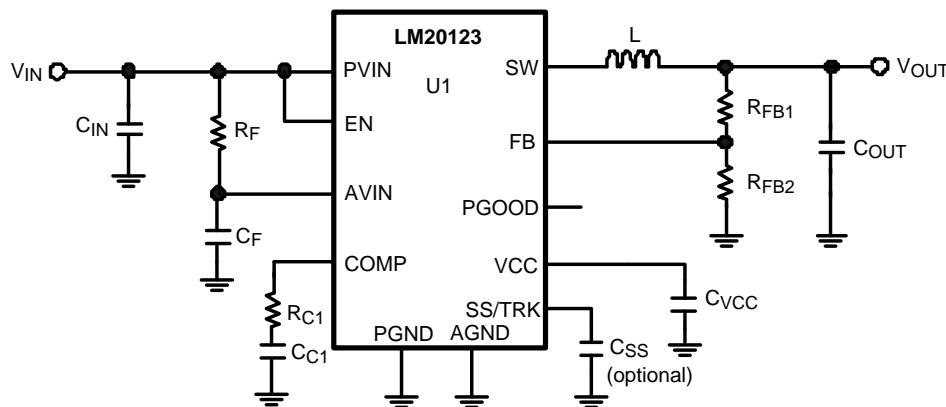 LM20123
U1
VIN
PVIN
EN
CIN
RF
AVIN
CF
COMP
RC1
CC1
PGND
AGND
SW
L
VOUT
RFB1
FB
RFB2
COUT
PGOOD
VCC
CVCC
SS/TRK
CSS
(optional)